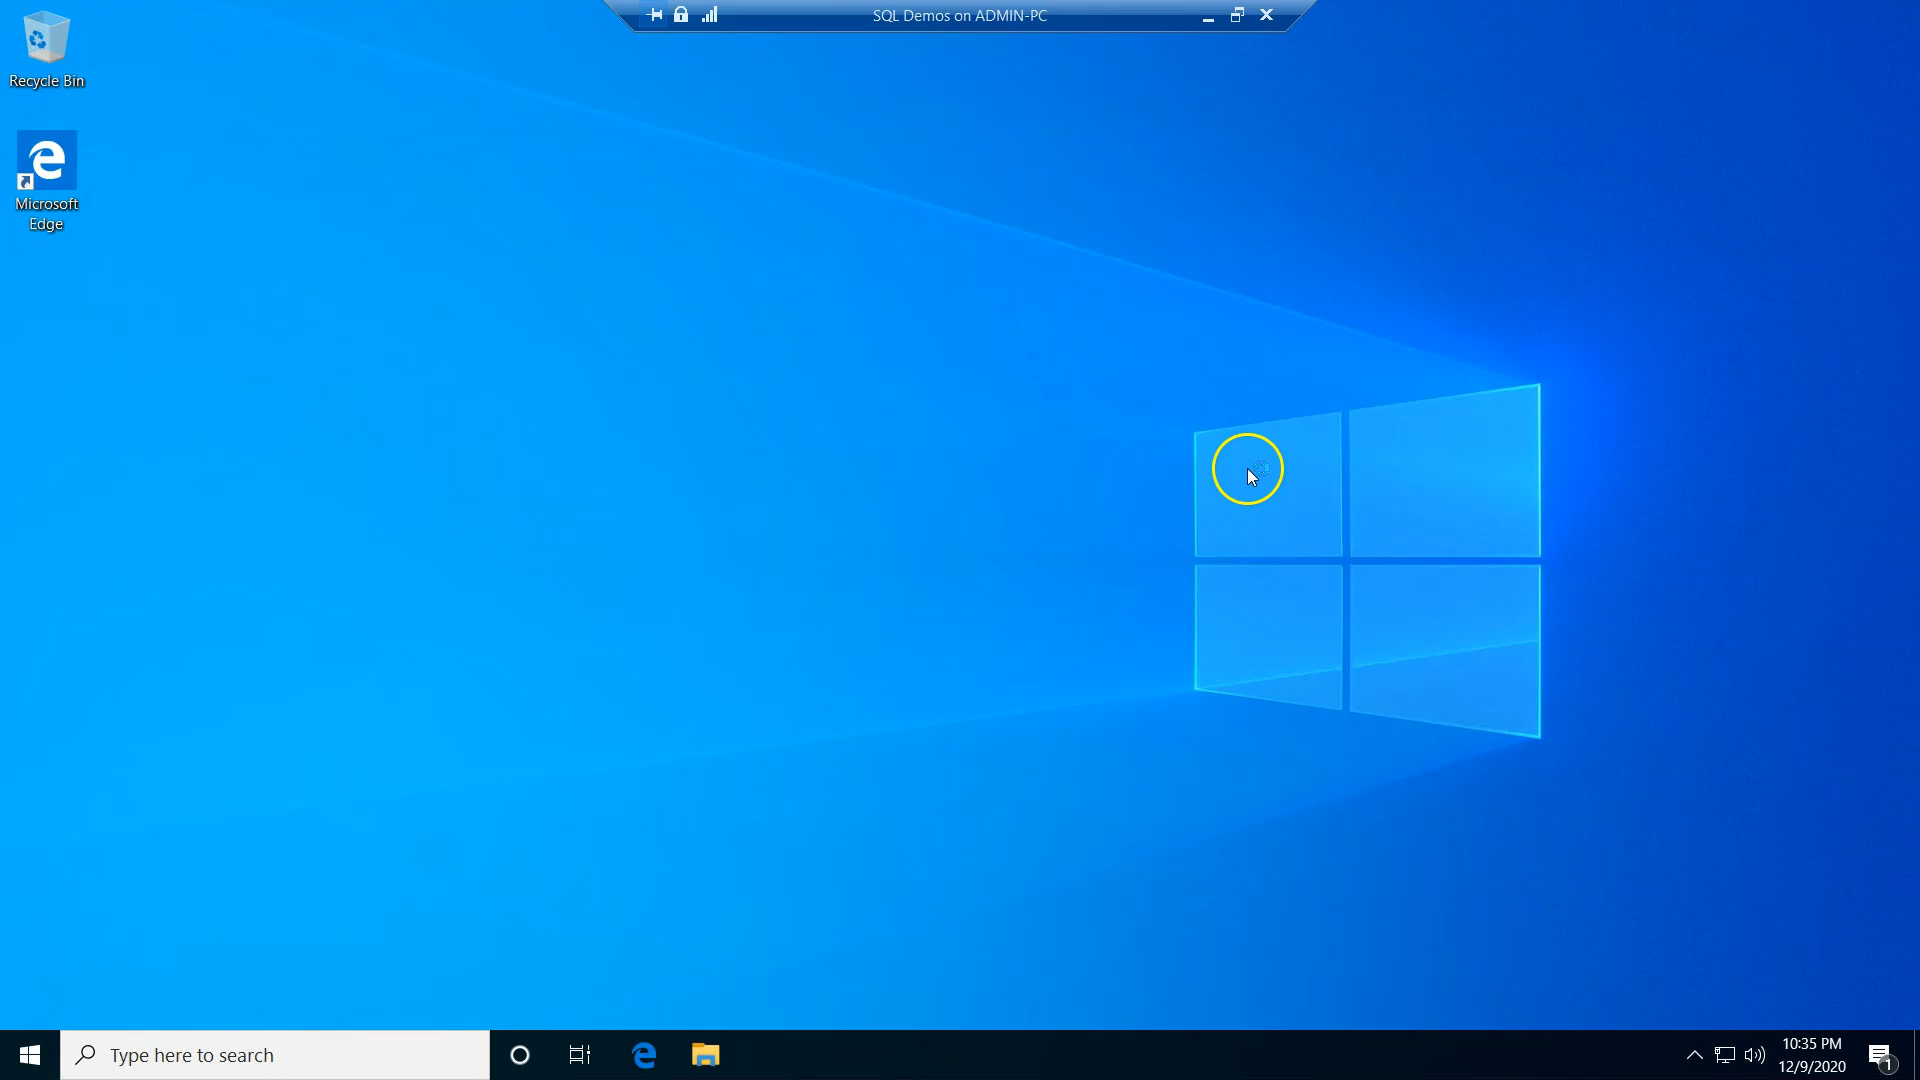 SQL Demos on ADMIN-PC
Recycle Bin
Microsoft
Edge
Type here to search
10:35 PM
12/9/2020
1